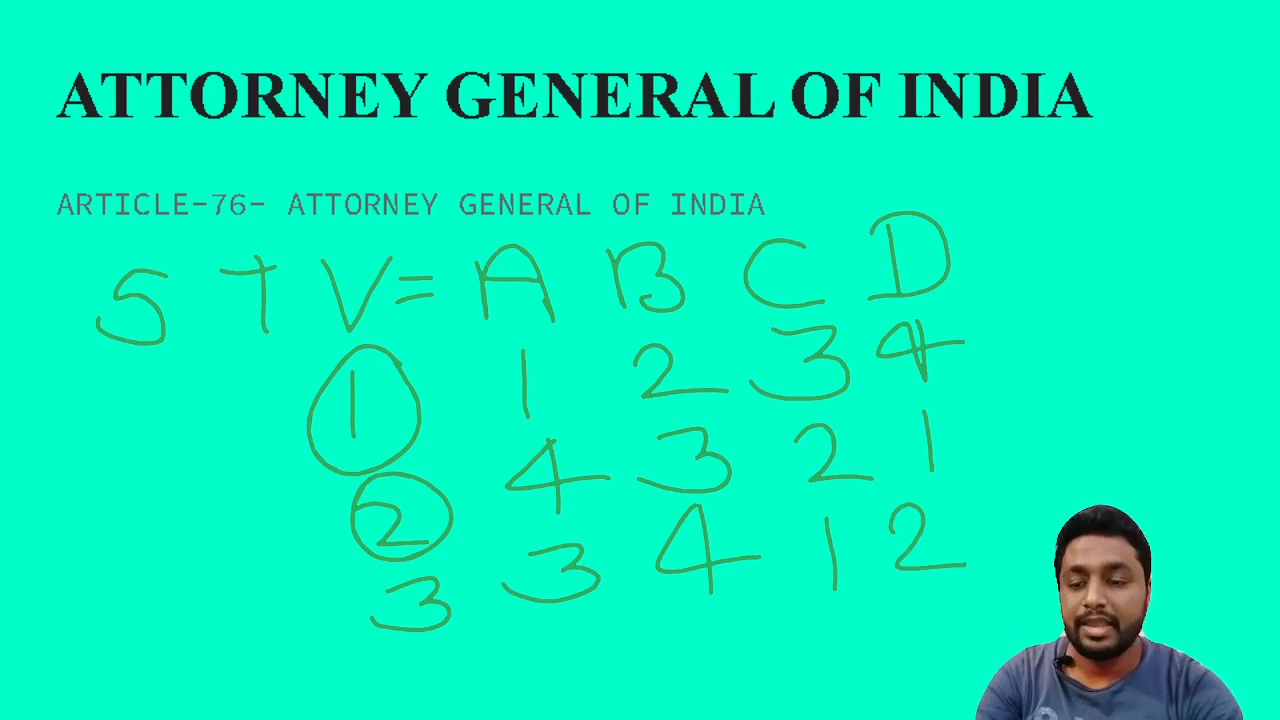 ATTORNEY GENERAL OF INDIA
ARTICLE-76- ATTORNEY GENERAL OF INDIA
S T V = A B C D
1 1 2 3 4
2 4 3 2 1
3 3 4 1 2